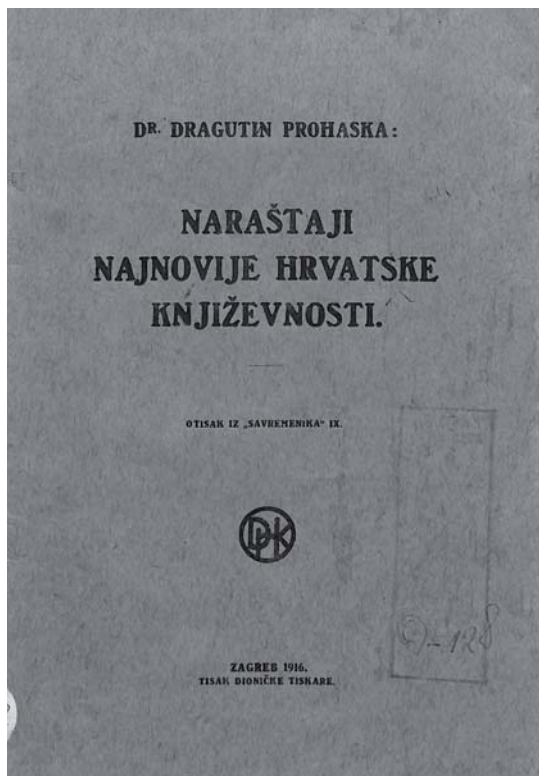 DR. DRAGUTIN PROHASKA:
NARAŠTAJI
NAJNOVIJE HRVATSKE
KNJIŽEVNOSTI.
OTISAK IZ „SAVREMENIKA“ IX.
DHK
ZAGREB 1916.
TISAK DIONIČKE TISKARE.